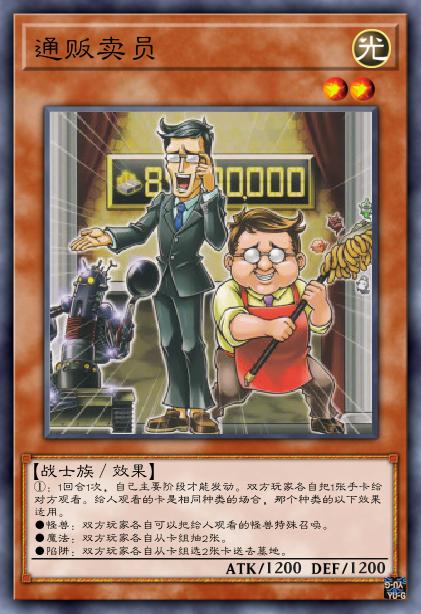 通贩卖员
光
【战士族／效果】
①：1回合1次，自己主要阶段才能发动。双方玩家各自把1张手卡给
对方观看。给人观看的卡是相同种类的场合，那个种类的以下效果
适用。
●怪兽：双方玩家各自可以把给人观看的怪兽特殊召唤。
●魔法：双方玩家各自从卡组抽2张。
●陷阱：双方玩家各自从卡组选2张卡送去墓地。
ATK/1200 DEF/1200